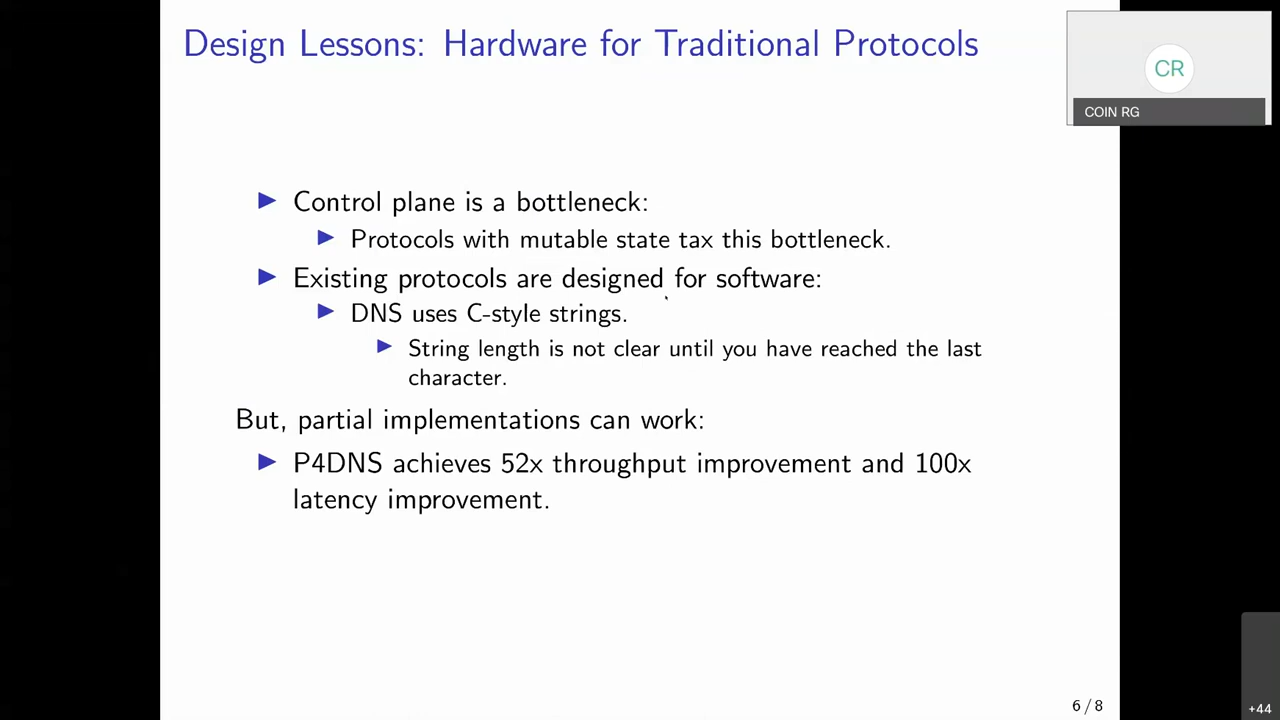 Design Lessons: Hardware for Traditional Protocols
CR
COIN RG
Control plane is a bottleneck:
Protocols with mutable state tax this bottleneck.
Existing protocols are designed for software:
DNS uses C-style strings.
String length is not clear until you have reached the last
character.
But, partial implementations can work:
P4DNS achieves 52x throughput improvement and 100x
latency improvement.
6 / 8
+44